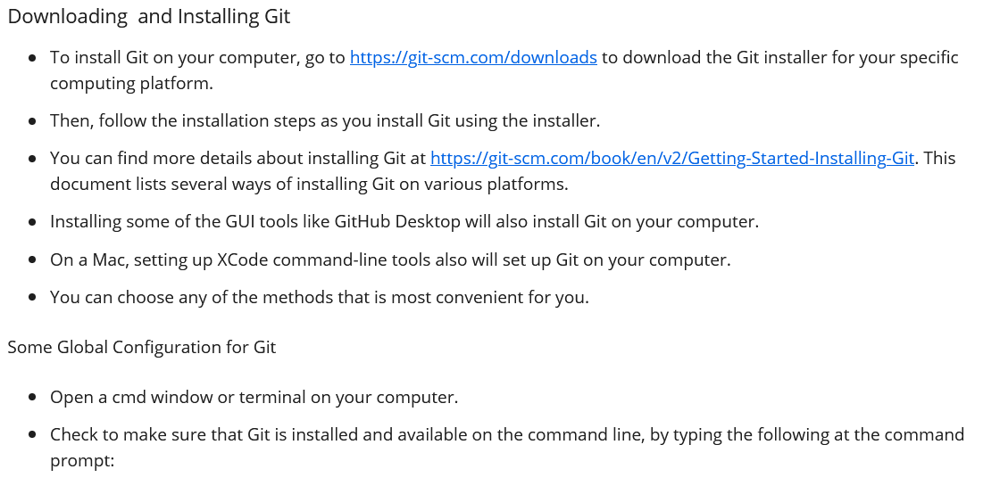 Downloading  and Installing Git
• To install Git on your computer, go to https://git-scm.com/downloads to download the Git installer for your specific
computing platform.
• Then, follow the installation steps as you install Git using the installer.
• You can find more details about installing Git at https://git-scm.com/book/en/v2/Getting-Started-Installing-Git. This
document lists several ways of installing Git on various platforms.
• Installing some of the GUI tools like GitHub Desktop will also install Git on your computer.
• On a Mac, setting up XCode command-line tools also will set up Git on your computer.
• You can choose any of the methods that is most convenient for you.
Some Global Configuration for Git
• Open a cmd window or terminal on your computer.
• Check to make sure that Git is installed and available on the command line, by typing the following at the command
prompt: